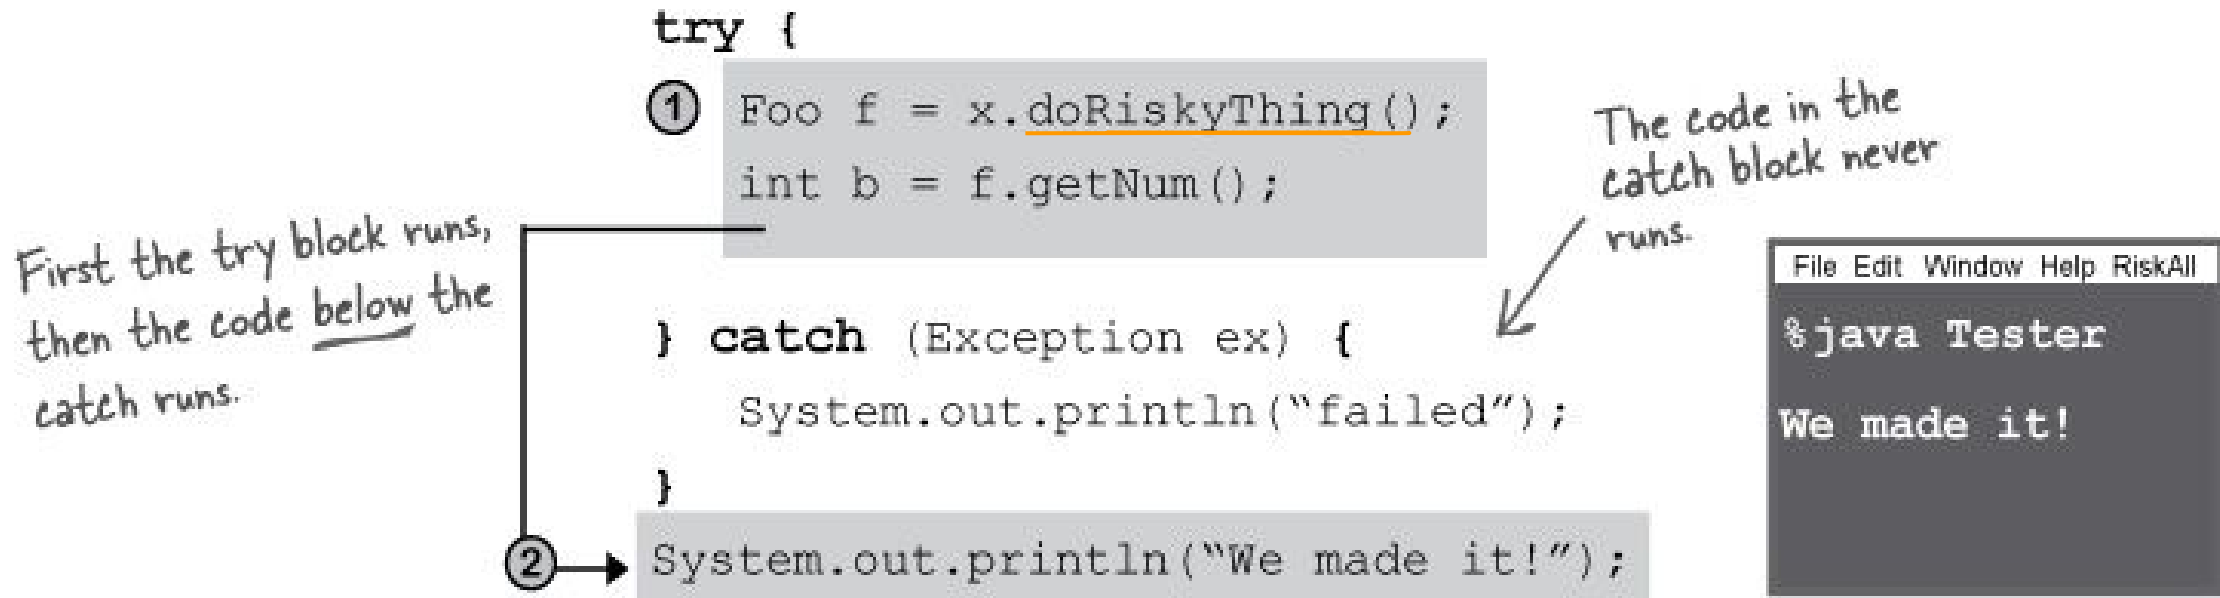 try {
1 Foo f = x.doRiskyThing();
int b = f.getNum();
First the try block runs,
then the code below the
catch runs.
} catch (Exception ex) {
System.out.println(“failed”);
}
2 System.out.println(“We made it!”);
The code in the
catch block never
runs.
File Edit Window Help RiskAll
%java Tester
We made it!